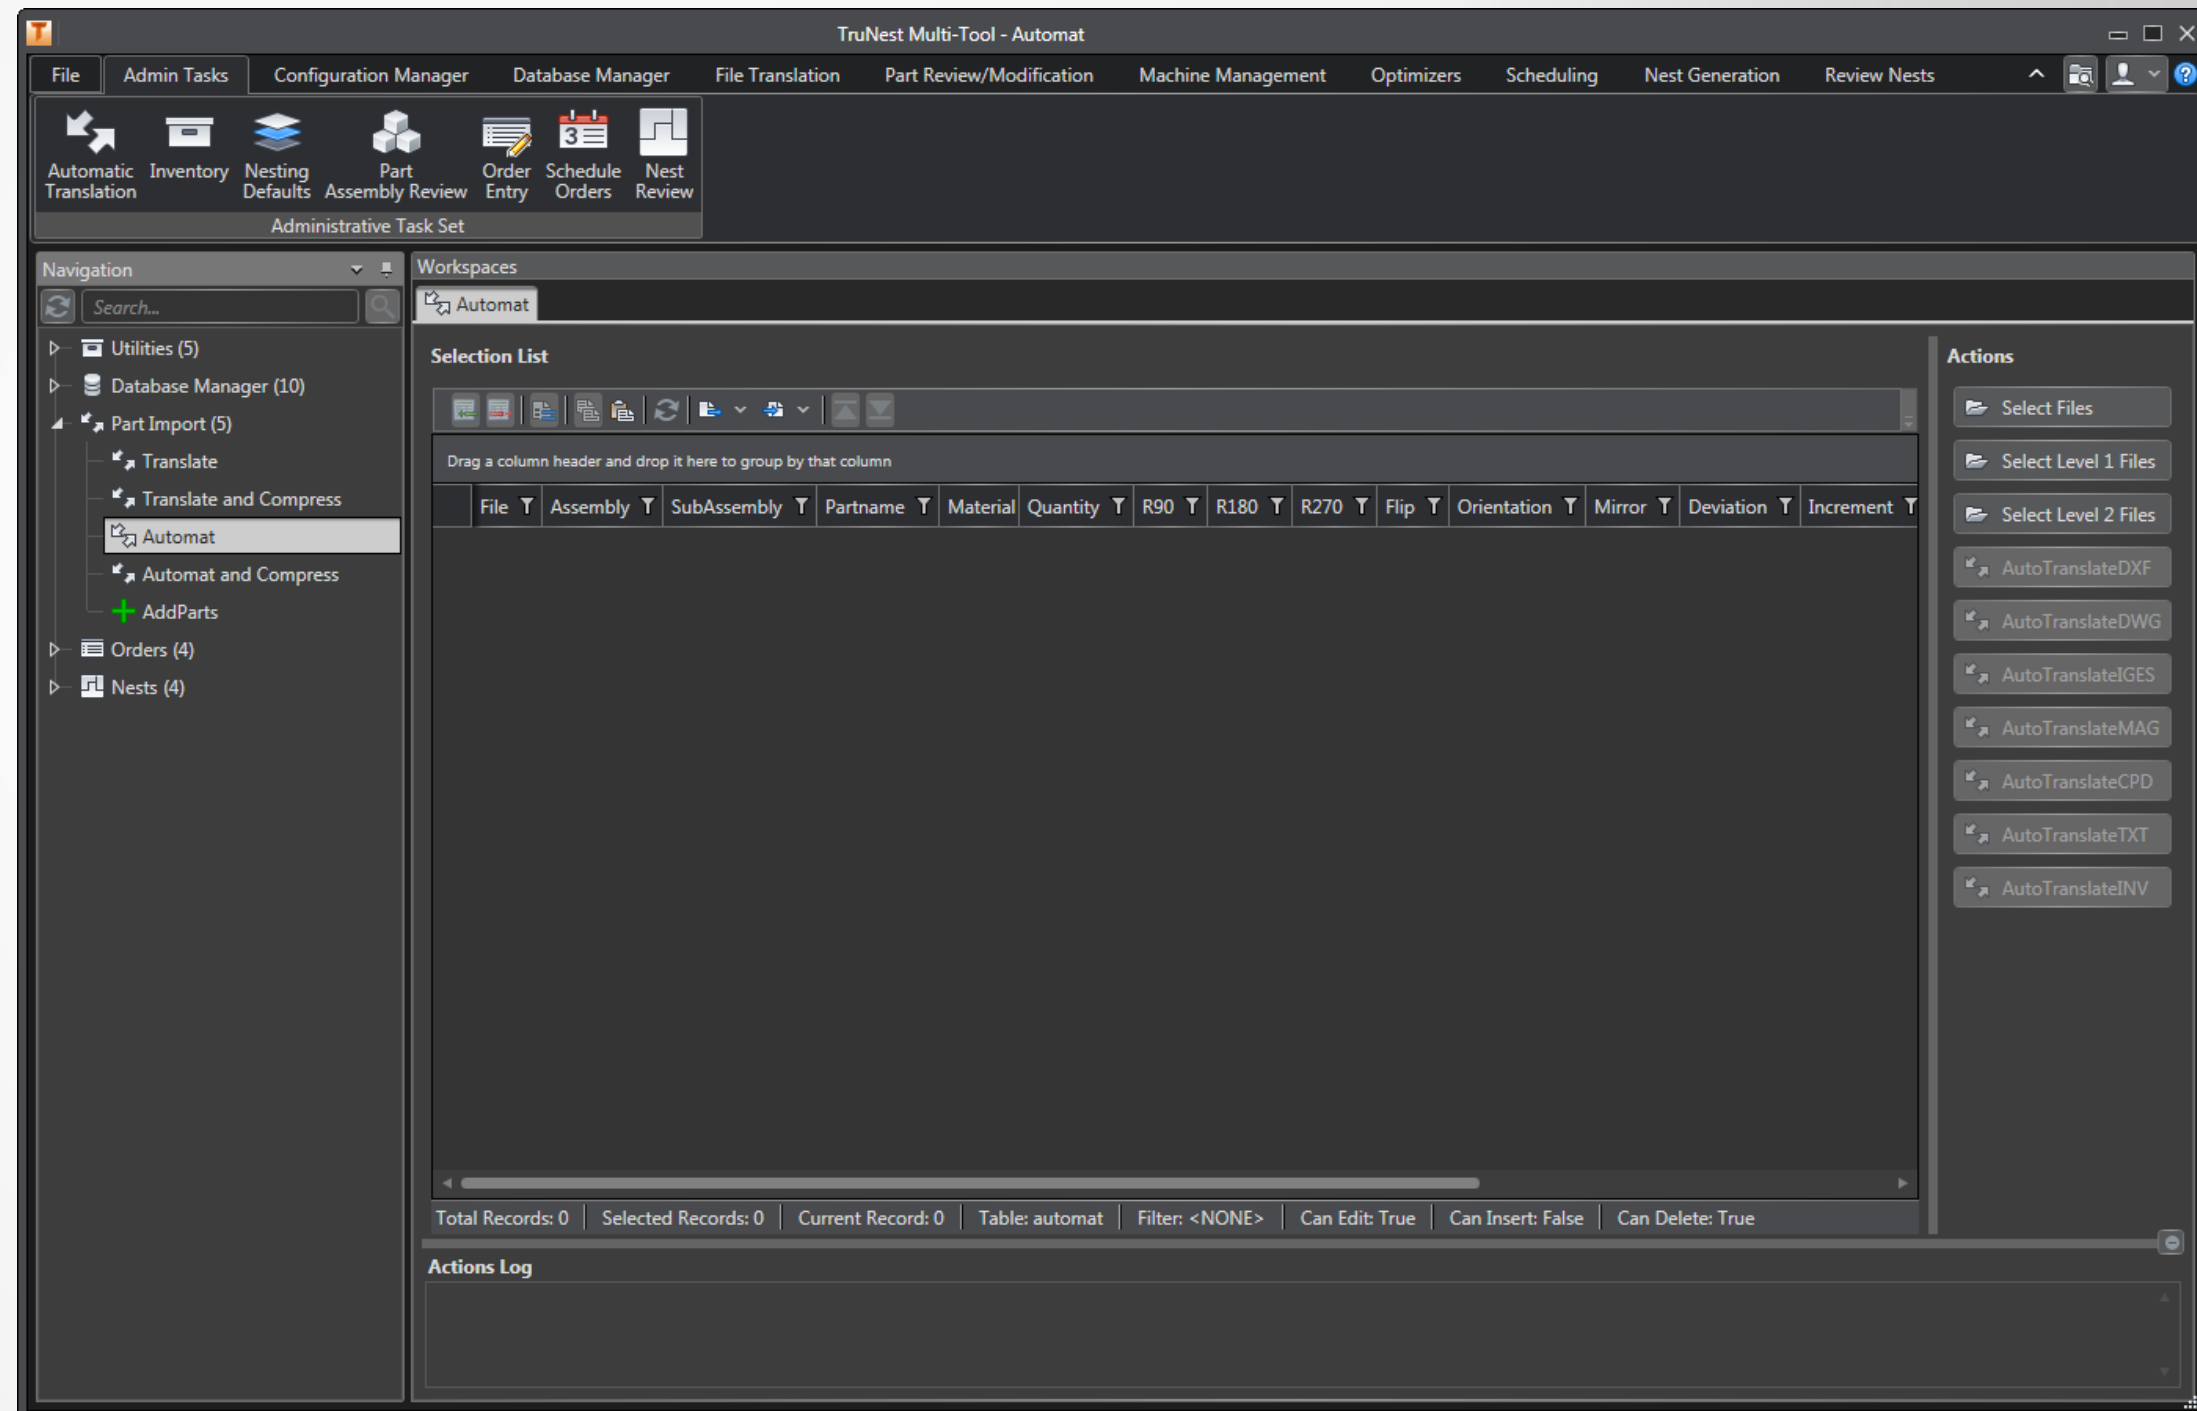 T
TruNest Multi-Tool - Automat
File Admin Tasks Configuration Manager Database Manager File Translation Part Review/Modification Machine Management Optimizers Scheduling Nest Generation Review Nests
3
Automatic Inventory Nesting Part Order Schedule Nest
Translation Defaults Assembly Review Entry Orders Review
Administrative Task Set
Navigation
Search...
Utilities (5)
Database Manager (10)
Part Import (5)
Translate
Translate and Compress
Automat
Automat and Compress
AddParts
Orders (4)
Nests (4)
Workspaces
Automat
Selection List
Drag a column header and drop it here to group by that column
File Assembly SubAssembly Partname Material Quantity R90 R180 R270 Flip Orientation Mirror Deviation Increment
Total Records: 0 Selected Records: 0 Current Record: 0 Table: automat Filter: <NONE> Can Edit: True Can Insert: False Can Delete: True
Actions
Select Files
Select Level 1 Files
Select Level 2 Files
AutoTranslateDXF
AutoTranslateDWG
AutoTranslateIGES
AutoTranslateMAG
AutoTranslateCPD
AutoTranslateTXT
AutoTranslateINV
Actions Log